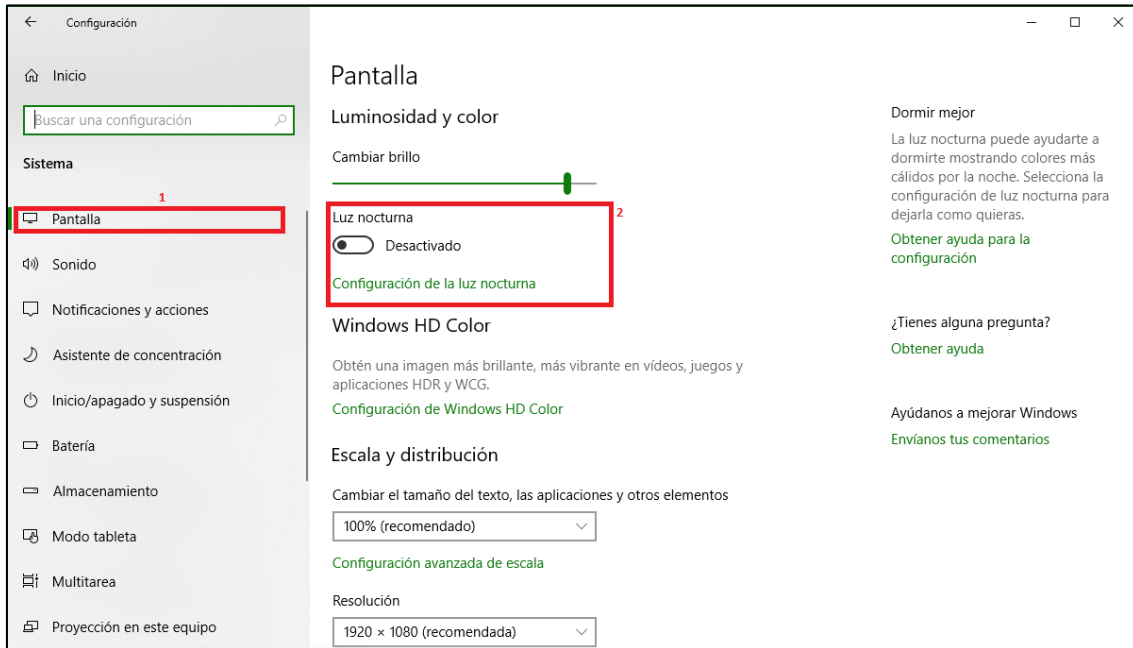 Configuración
Inicio
Buscar una configuración
Sistema
1
Pantalla
Sonido
Notificaciones y acciones
Asistente de concentración
Inicio/apagado y suspensión
Batería
Almacenamiento
Modo tableta
Multitarea
Proyección en este equipo
Pantalla
Luminosidad y color
Cambiar brillo
Luz nocturna
2
Desactivado
Configuración de la luz nocturna
Windows HD Color
Obtén una imagen más brillante, más vibrante en vídeos, juegos y
aplicaciones HDR y WCG.
Configuración de Windows HD Color
Escala y distribución
Cambiar el tamaño del texto, las aplicaciones y otros elementos
100% (recomendado)
Configuración avanzada de escala
Resolución
1920 × 1080 (recomendada)
Dormir mejor
La luz nocturna puede ayudarte a
dormirte mostrando colores más
cálidos por la noche. Selecciona la
configuración de luz nocturna para
dejarla como quieras.
Obtener ayuda para la
configuración
¿Tienes alguna pregunta?
Obtener ayuda
Ayúdanos a mejorar Windows
Envíanos tus comentarios